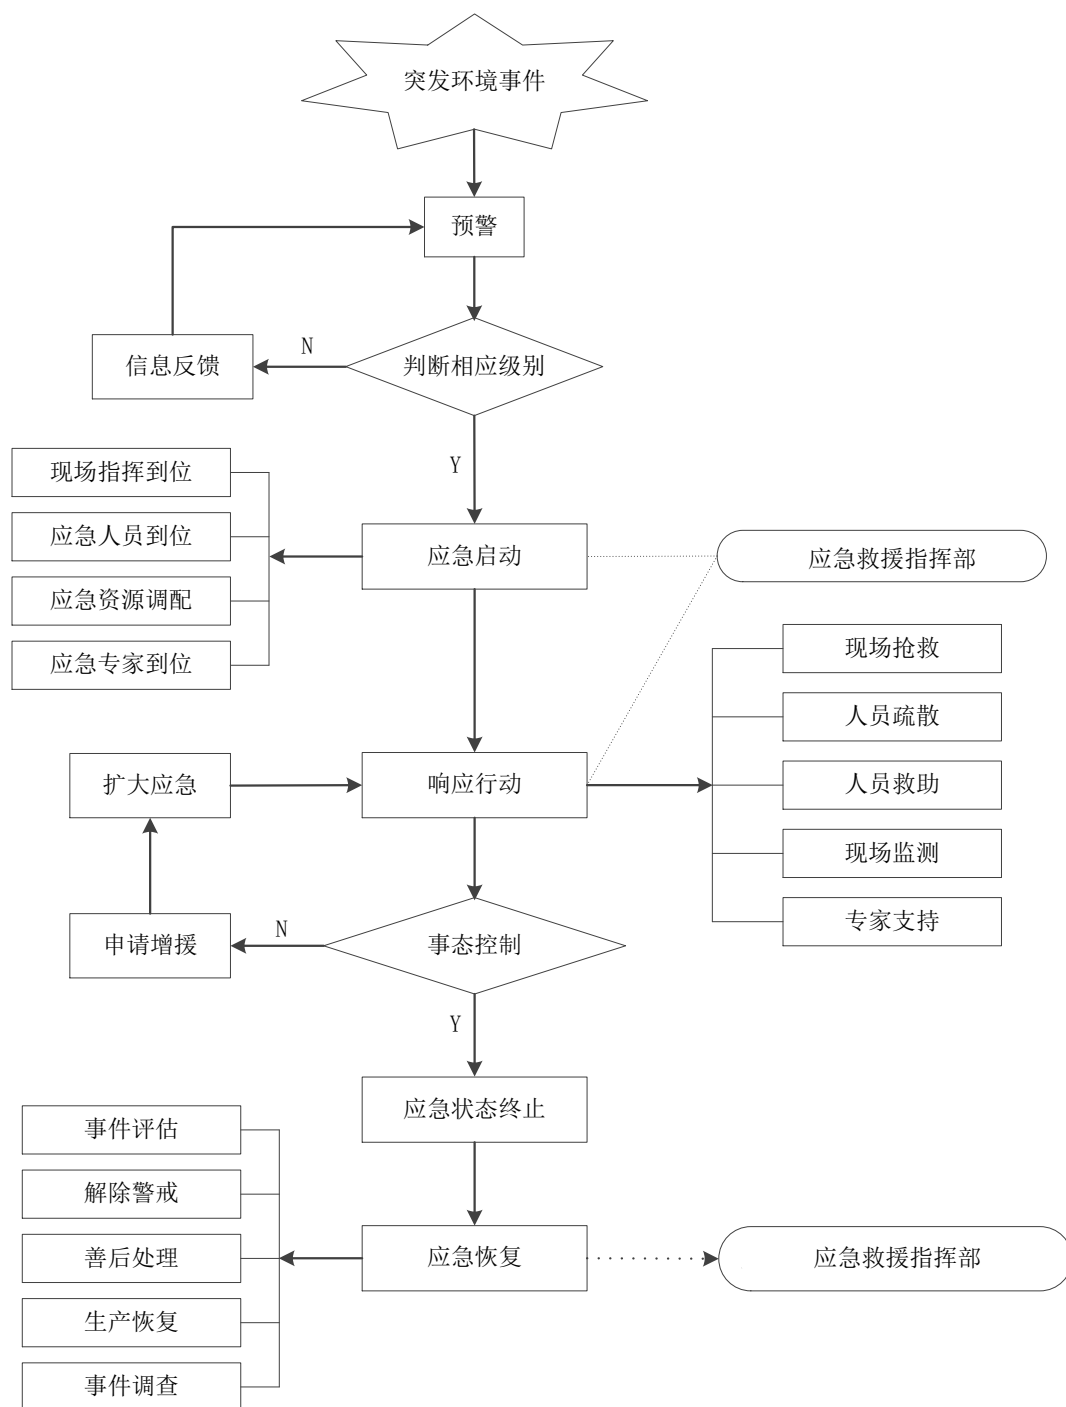 突发环境事件
预警
信息反馈
N
判断相应级别
Y
现场指挥到位
应急人员到位
应急资源调配
应急专家到位
应急启动
应急救援指挥部
现场抢救
人员疏散
人员救助
现场监测
专家支持
扩大应急
响应行动
申请增援
N
事态控制
Y
应急状态终止
事件评估
解除警戒
善后处理
生产恢复
事件调查
应急恢复
应急救援指挥部